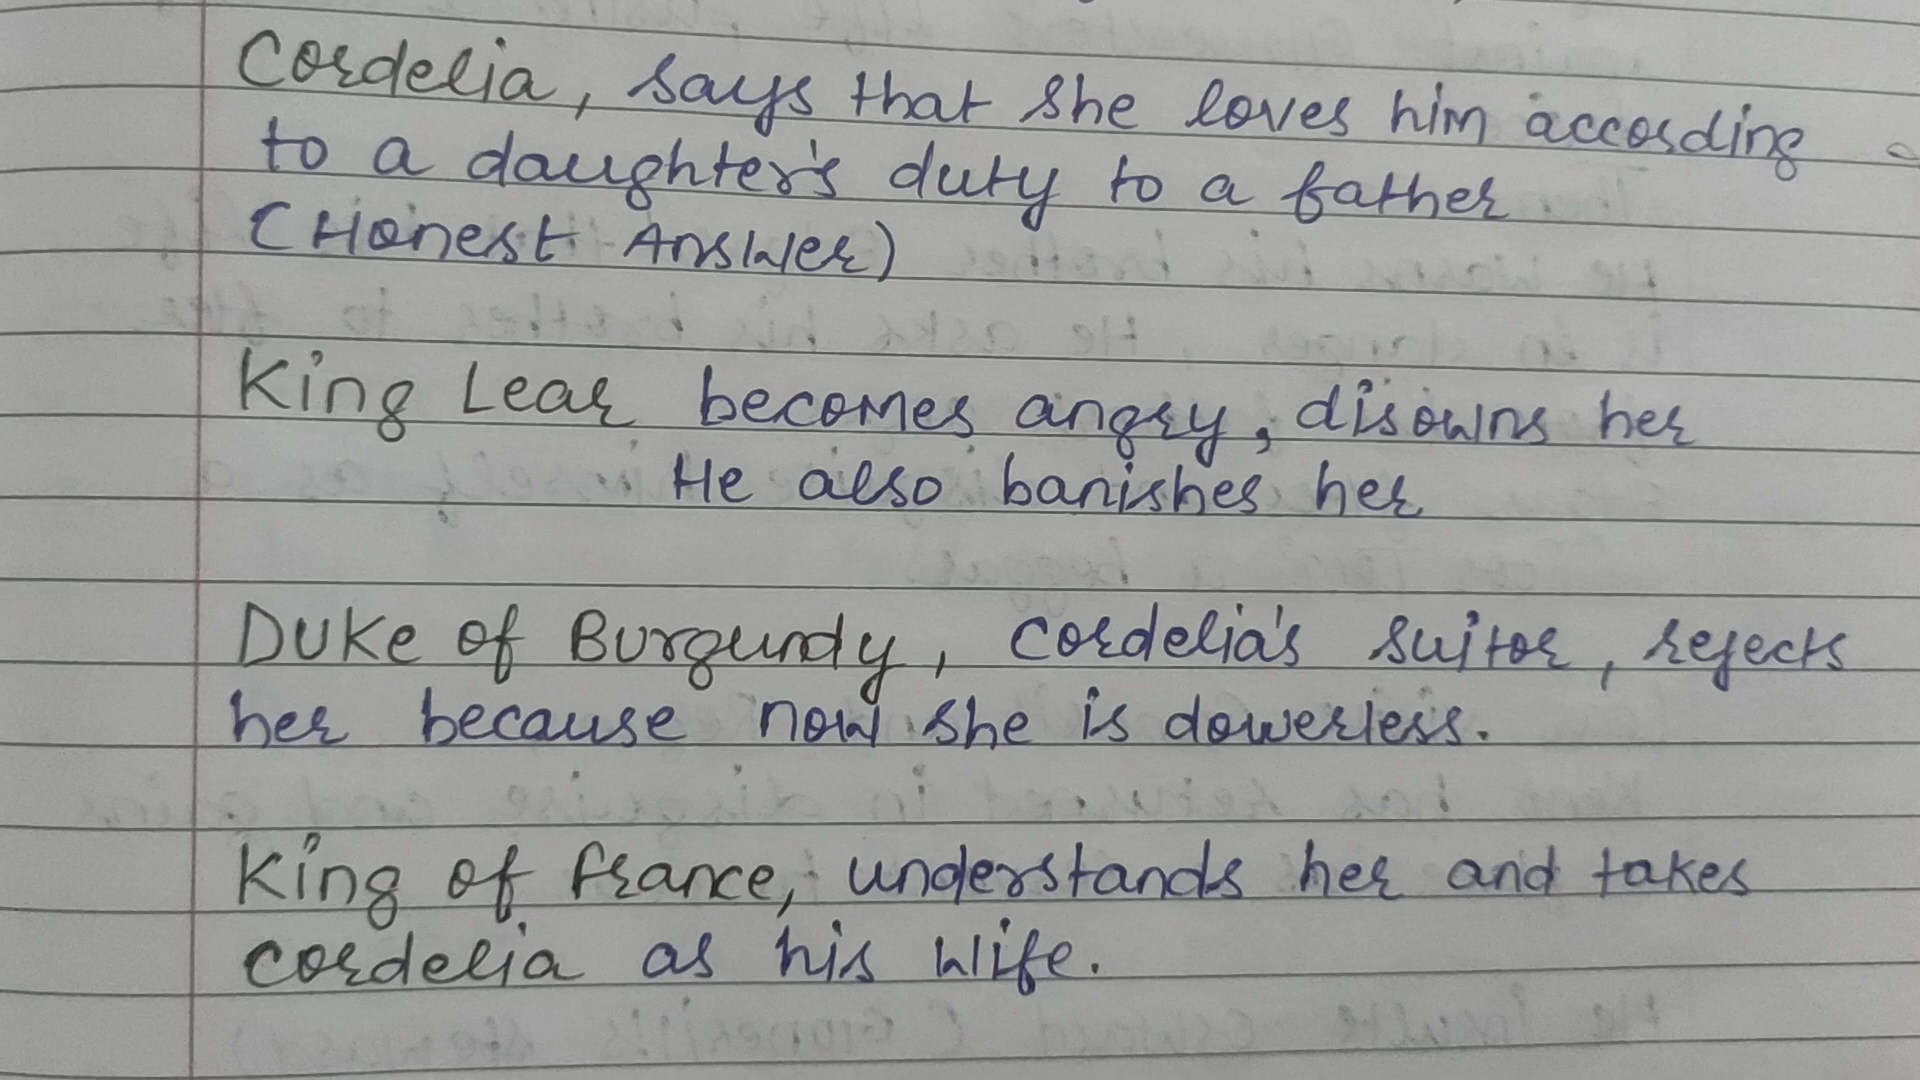 Cordelia, says that she loves him according
to a daughter's duty to a father
(Honest Answer)
King Lear becomes angry, disowns her
He also banishes her
Duke of Burgundy, Cordelia's suitor, rejects
her because now she is dowerless.
King of France, understands her and takes
Cordelia as his wife.